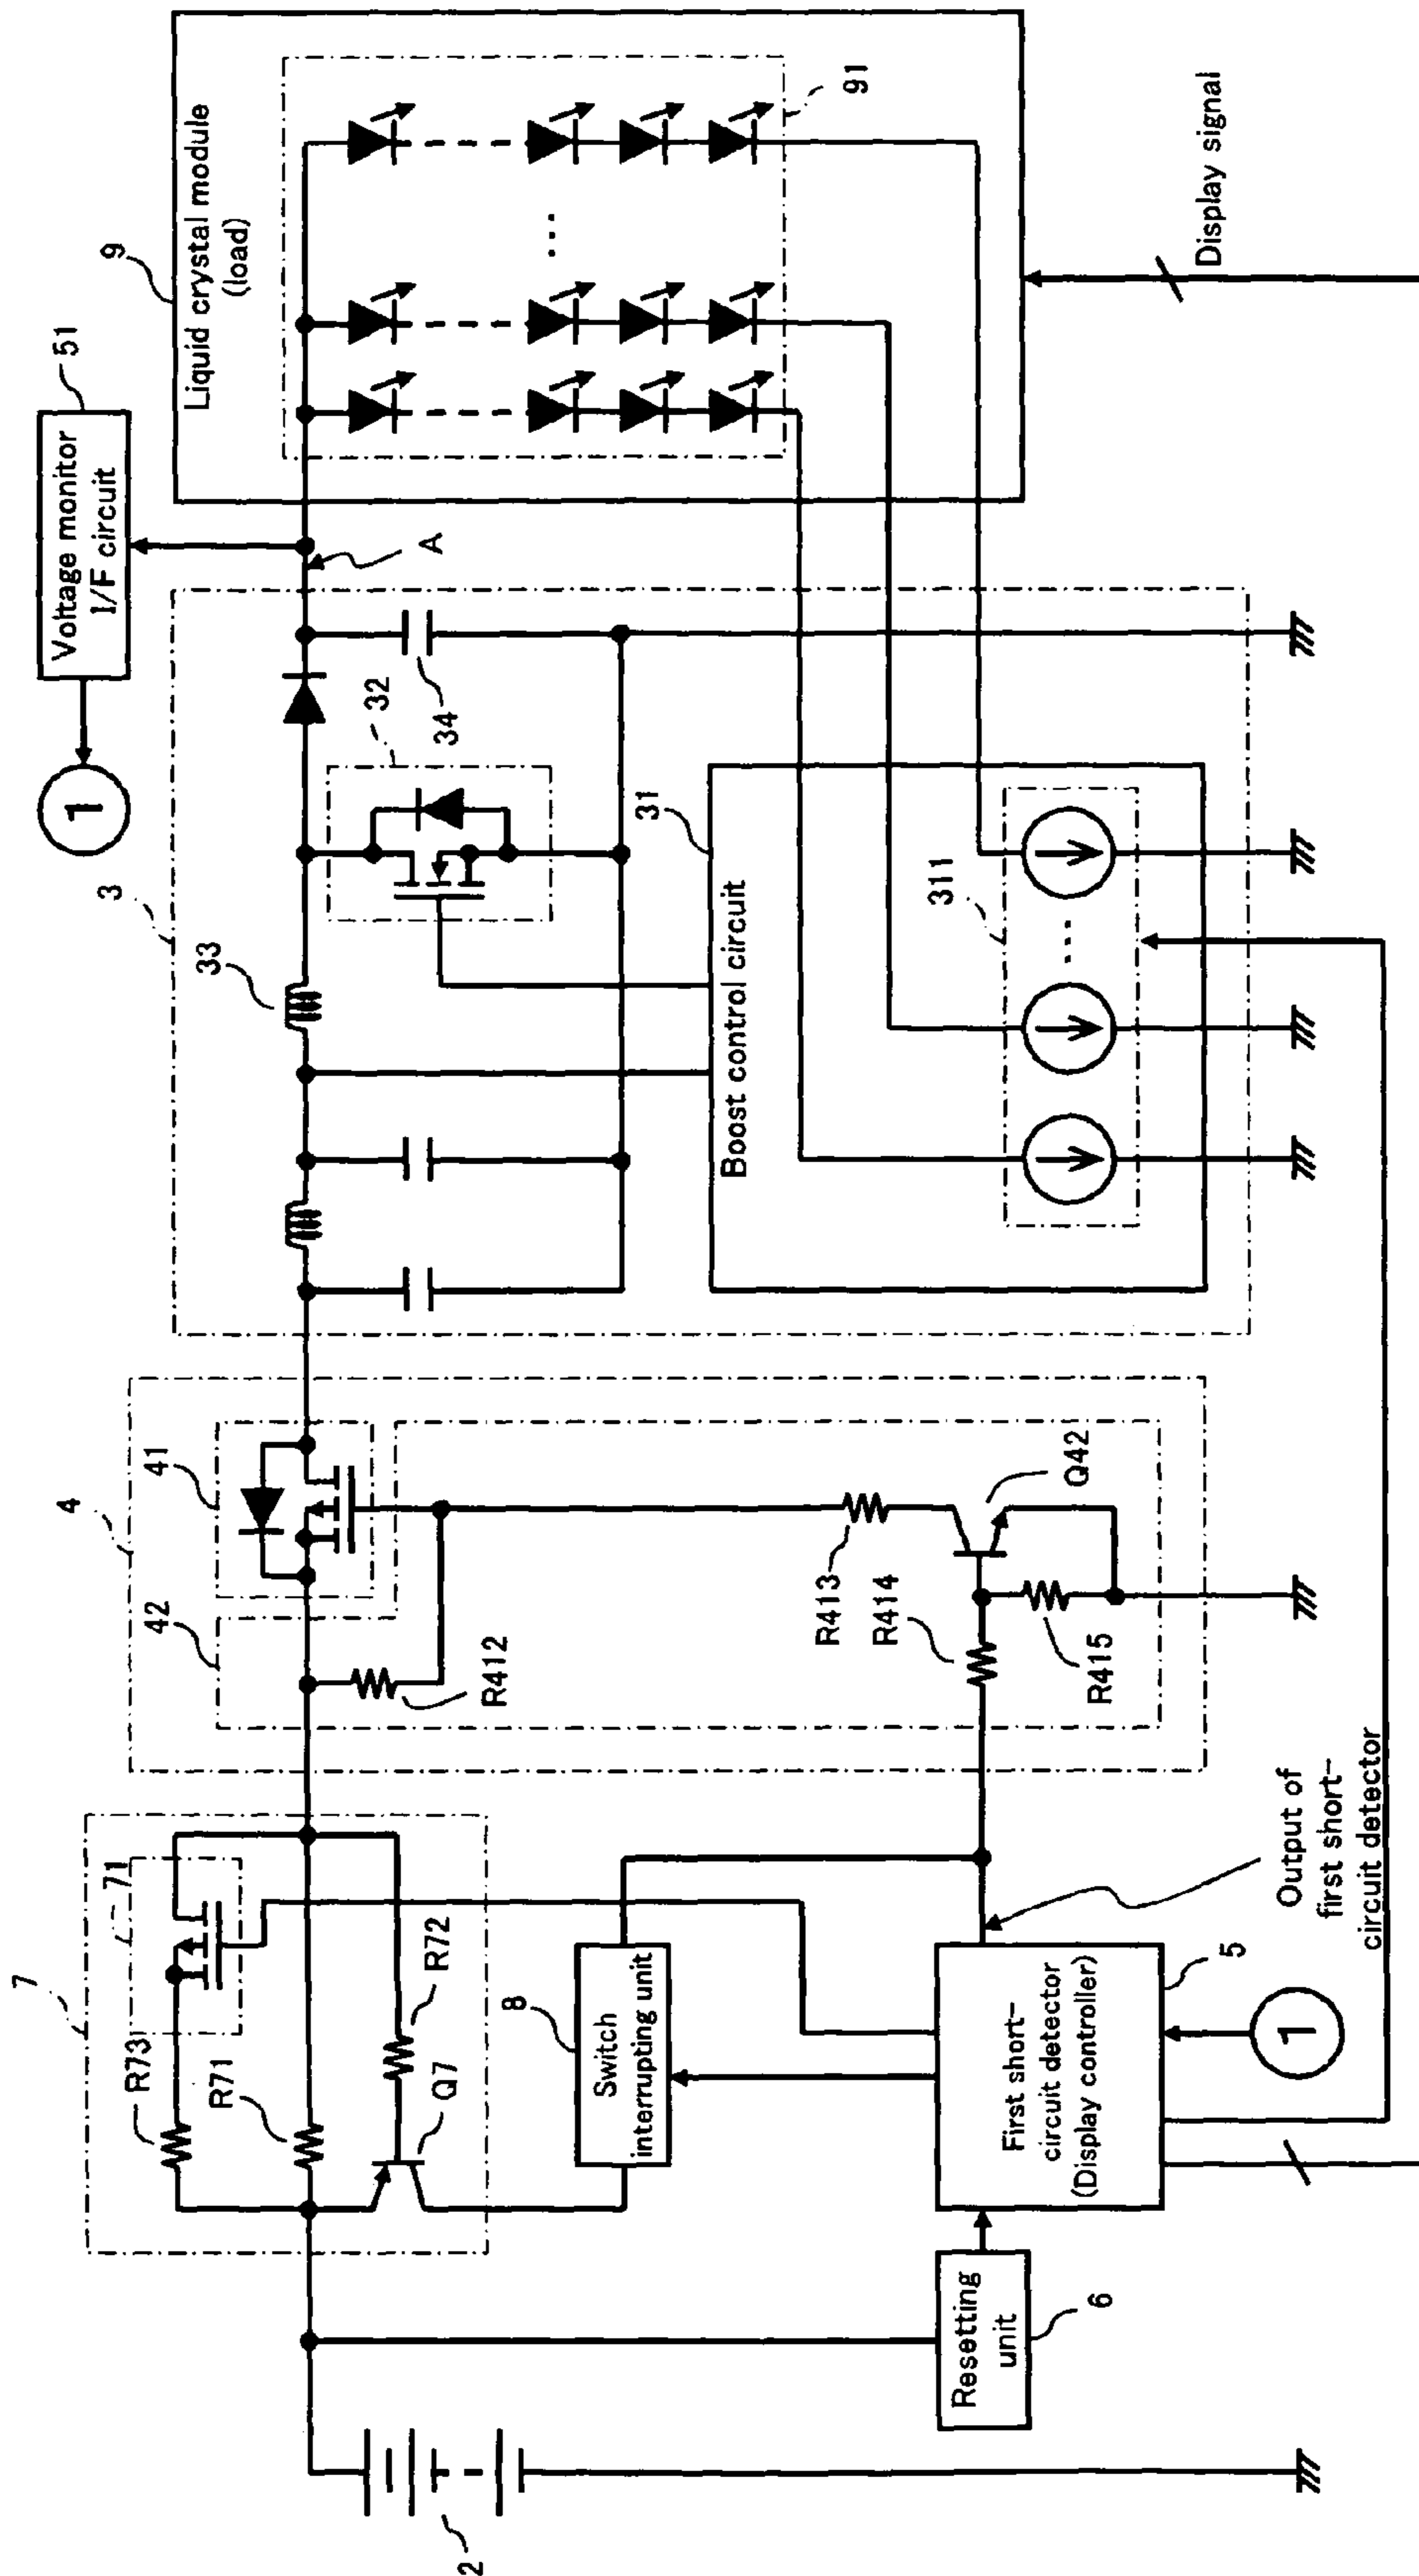 7
71
R73
R71
R72
Q7
2
Resetting
unit
6
Switch
interrupting unit
8
First short-
circuit detector
(Display controller)
5
1
Output of
first short-
circuit detector
4
41
42
R412
R413
R414
R415
Q42
3
33
32
34
31
Boost control circuit
311
...
1
Voltage monitor
I/F circuit
51
A
9
Liquid crystal module
(load)
...
91
Display signal